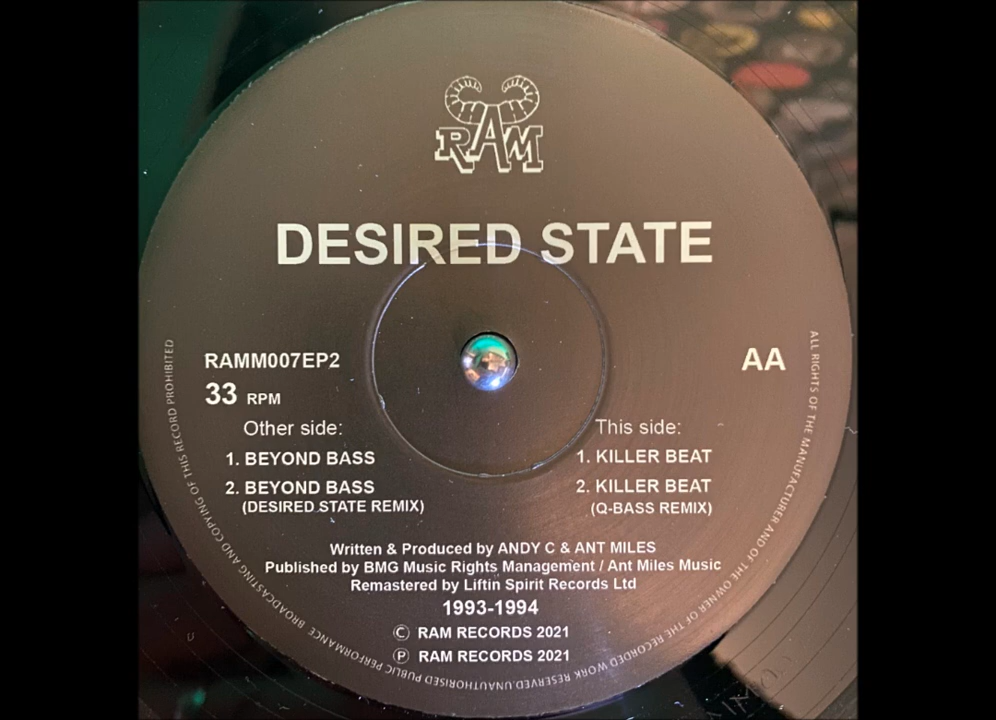 RAM
DESIRED STATE
RAMM007EP2
AA
33 RPM
Other side:
1. BEYOND BASS
2. BEYOND BASS
(DESIRED STATE REMIX)
This side:
1. KILLER BEAT
2. KILLER BEAT
(Q-BASS REMIX)
Written & Produced by ANDY C & ANT MILES
Published by BMG Music Rights Management / Ant Miles Music
Remastered by Liftin Spirit Records Ltd
1993-1994
© RAM RECORDS 2021
℗ RAM RECORDS 2021
ALL RIGHTS OF THE MANUFACTURER AND OF THE OWNER OF THE RECORDED WORK RESERVED.UNAUTHORISED PUBLIC PERFORMANCE BROADCASTING AND COPYING OF THIS RECORD PROHIBITED